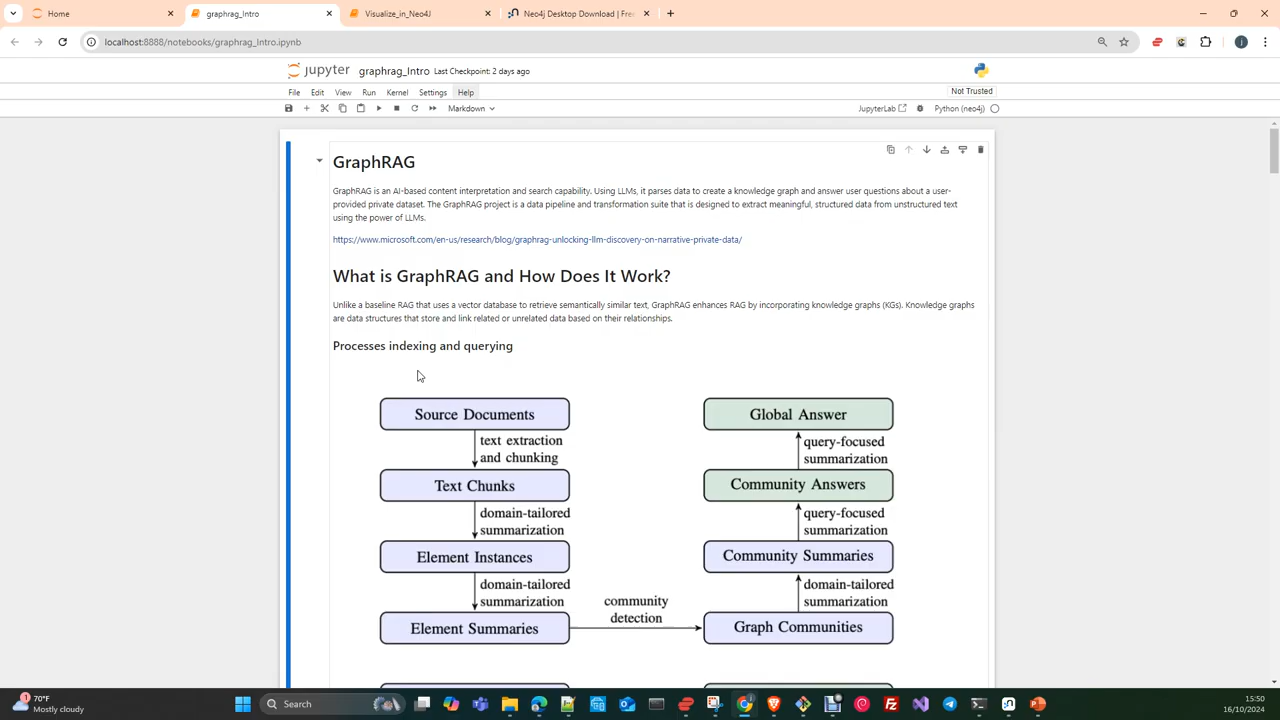 Home
graphrag_Intro
Visualize_in_Neo4J
Neo4j Desktop Download | Fre
localhost:8888/notebooks/graphrag_Intro.ipynb
jupyter graphrag_Intro Last Checkpoint: 2 days ago
File Edit View Run Kernel Settings Help
Not Trusted
Markdown
JupyterLab
Python (neo4j)
GraphRAG
GraphRAG is an AI-based content interpretation and search capability. Using LLMs, it parses data to create a knowledge graph and answer user questions about a user-
provided private dataset. The GraphRAG project is a data pipeline and transformation suite that is designed to extract meaningful, structured data from unstructured text
using the power of LLMs.
https://www.microsoft.com/en-us/research/blog/graphrag-unlocking-llm-discovery-on-narrative-private-data/
What is GraphRAG and How Does It Work?
Unlike a baseline RAG that uses a vector database to retrieve semantically similar text, GraphRAG enhances RAG by incorporating knowledge graphs (KGs). Knowledge graphs
are data structures that store and link related or unrelated data based on their relationships.
Processes indexing and querying
Source Documents
text extraction
and chunking
Text Chunks
domain-tailored
summarization
Element Instances
domain-tailored
summarization
Element Summaries
community
detection
Global Answer
query-focused
summarization
Community Answers
query-focused
summarization
Community Summaries
domain-tailored
summarization
Graph Communities
1
70°F
Mostly cloudy
Search
15:50
16/10/2024